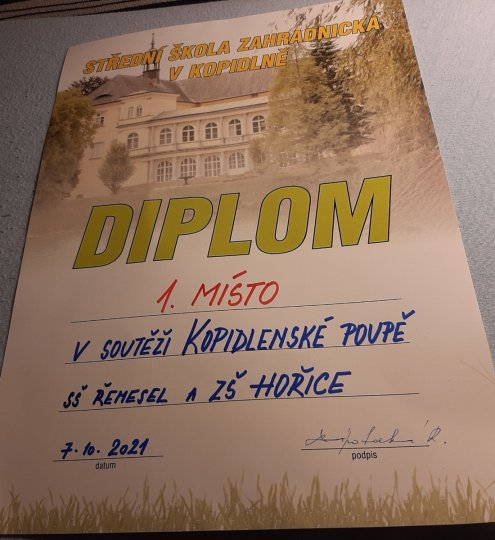 STŘEDNÍ ŠKOLA ZAHRADNICKÁ
V KOPIDLNĚ
DIPLOM
1. MÍSTO
V SOUTĚŽI KOPIDLENSKÉ POUPĚ
SŠ ŘEMESEL A ZŠ HOŘICE
7.10.2021
datum
podpis